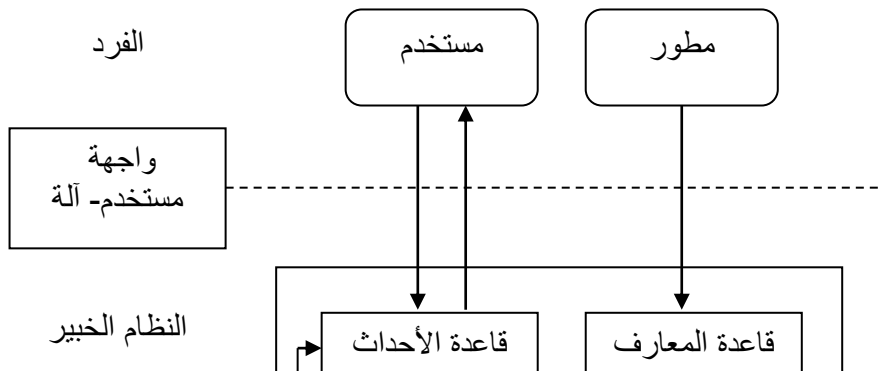 الفرد
مستخدم
مطور
واجهة
مستخدم- آلة
النظام الخبير
قاعدة الأحداث
قاعدة المعارف